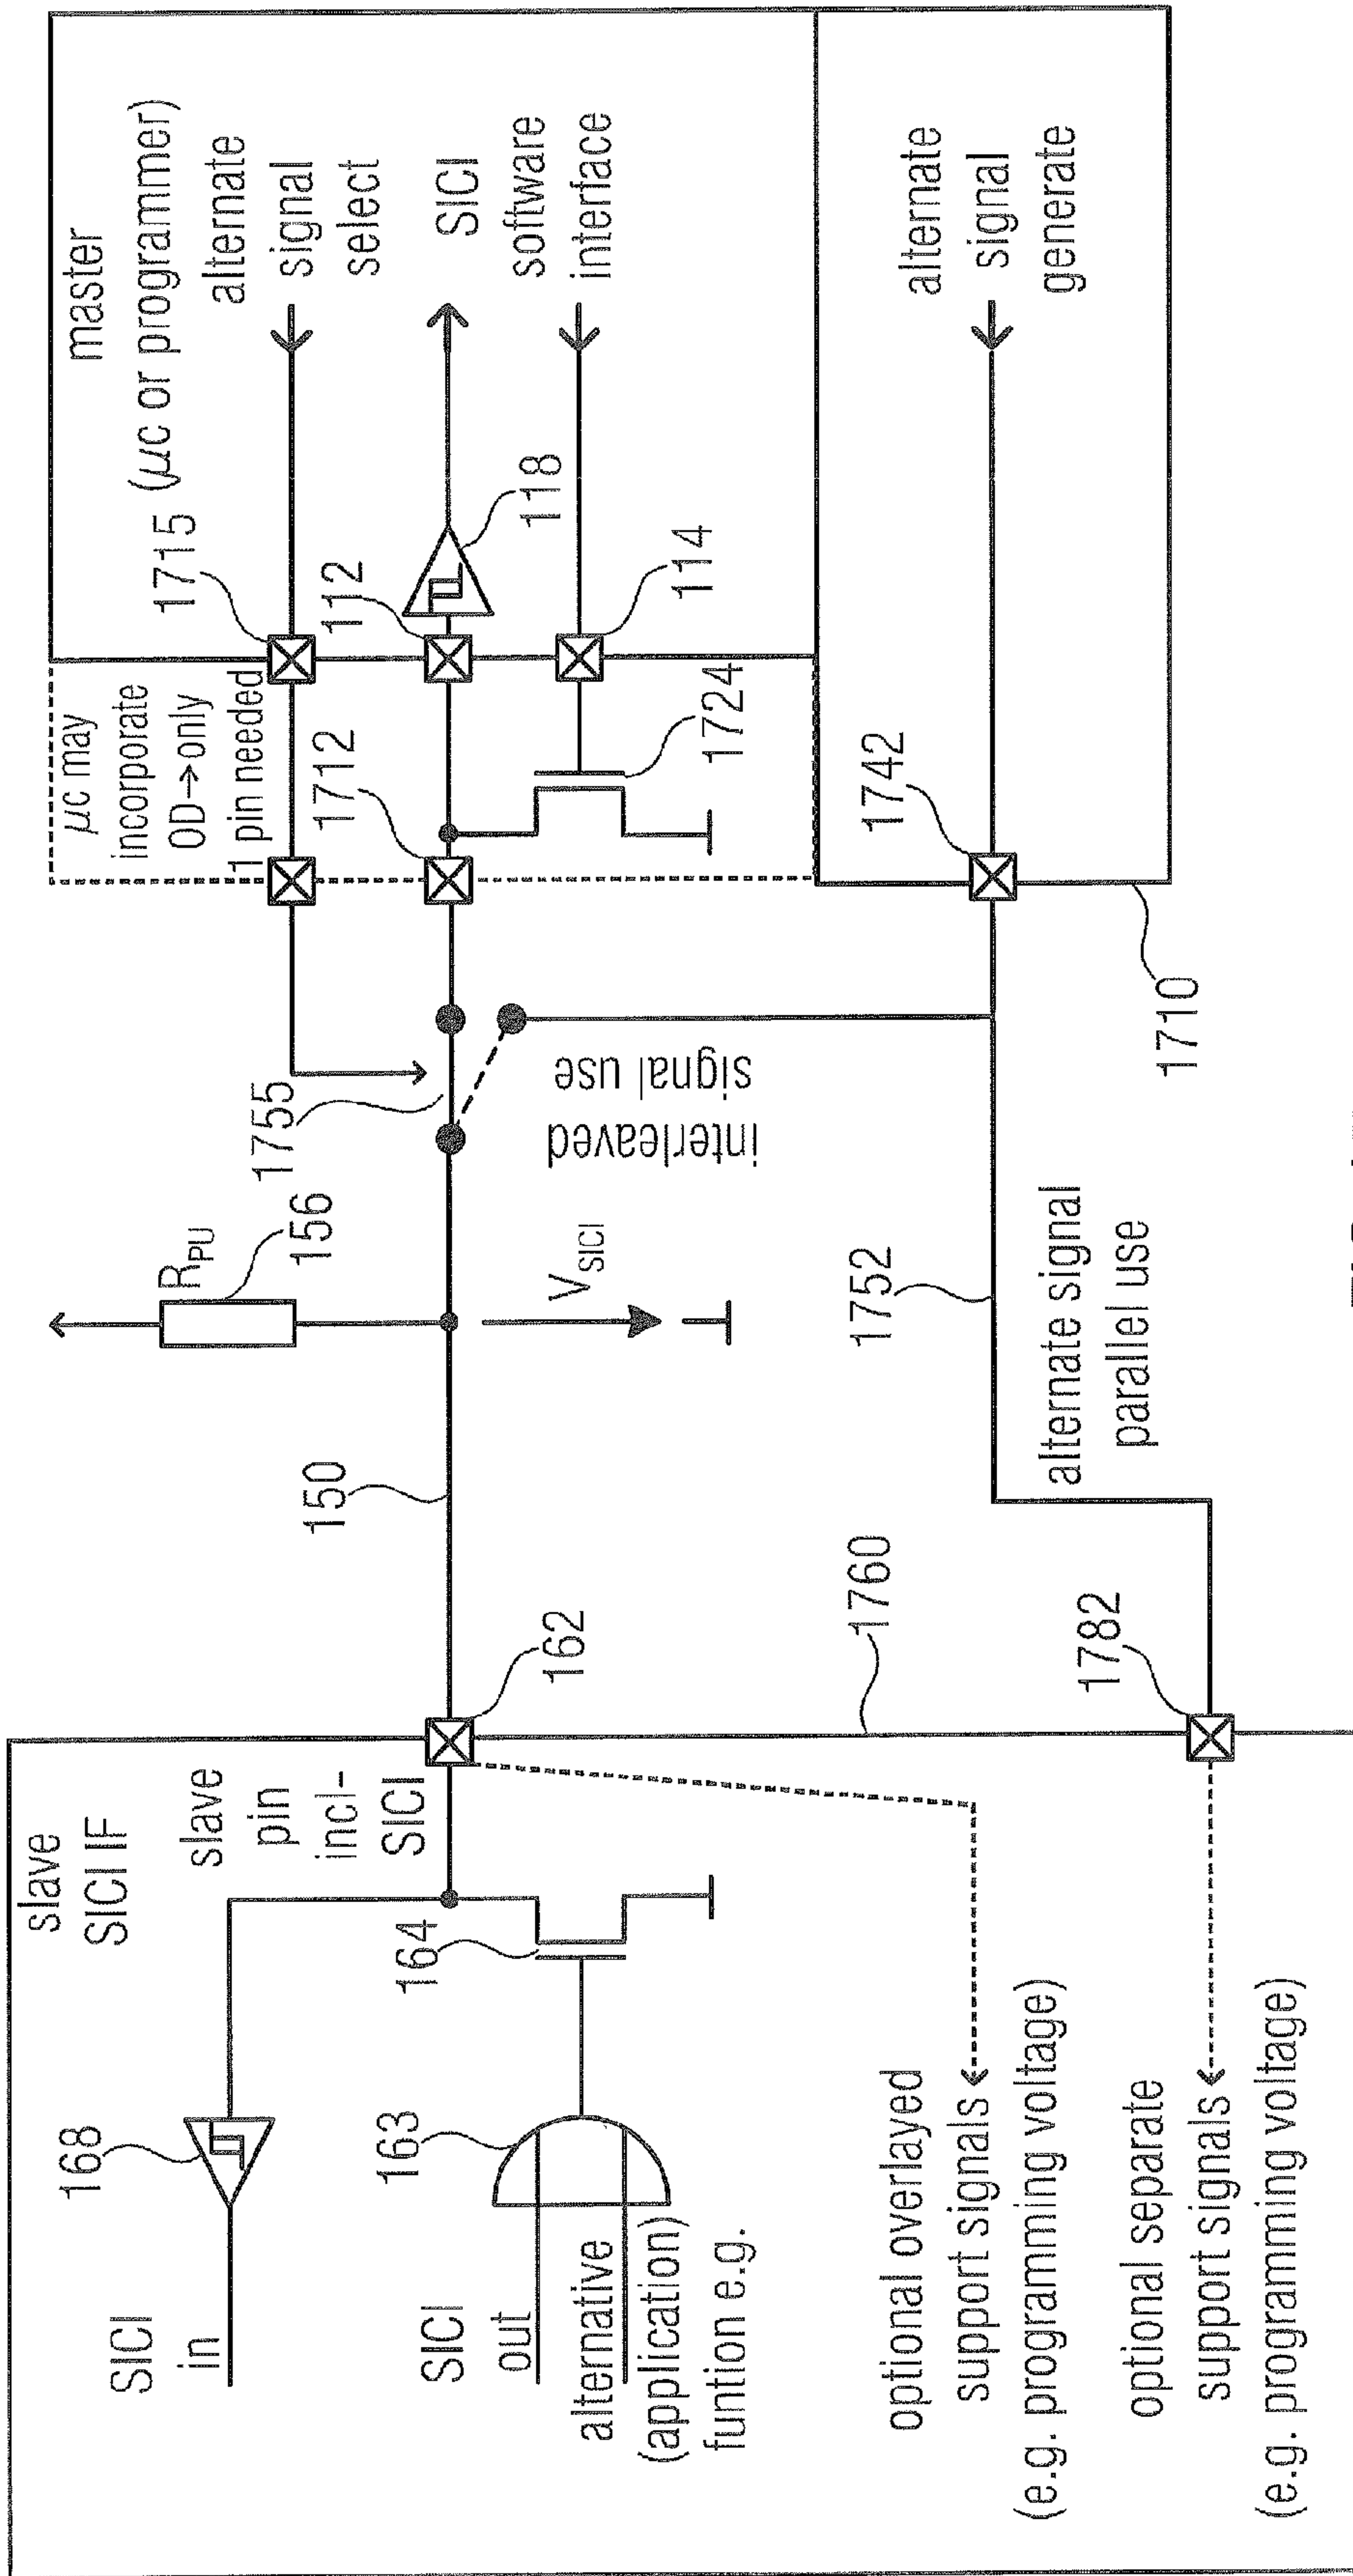 slave
SICI IF
168
SICI
in
slave
pin
incl-
SICI
163
164
162
SICI
out
alternative
(application)
funtion e.g.
optional overlayed
support signals
(e.g. programming voltage)
optional separate
support signals
(e.g. programming voltage)
1760
1782
150
R PU
156
V SICI
1755
interleaved
signal use
1752
alternate signal
parallel use
μc may
incorporate
OD→only
1 pin needed
1712
1715
112
118
114
1724
master
(μc or programmer)
alternate
signal
select
SICI
software
interface
1742
1710
alternate
signal
generate